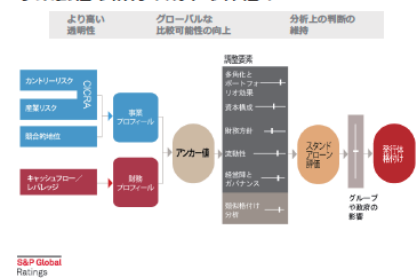 より高い
透明性
グローバルな
比較可能性の向上
分析上の判断の
維持
調整要素
カントリーリスク
産業リスク
CICRA
競合的地位
キャッシュフロー/
レバレッジ
事業
プロフィール
財務
プロフィール
アンカー値
多角化と
ポートフォ
リオ効果
資本構成
財務方針
流動性
経営陣と
ガバナンス
類似格付け
分析
スタンド
アローン
評価
グループ
や政府の
影響
発行体
格付け
S&P Global
Ratings